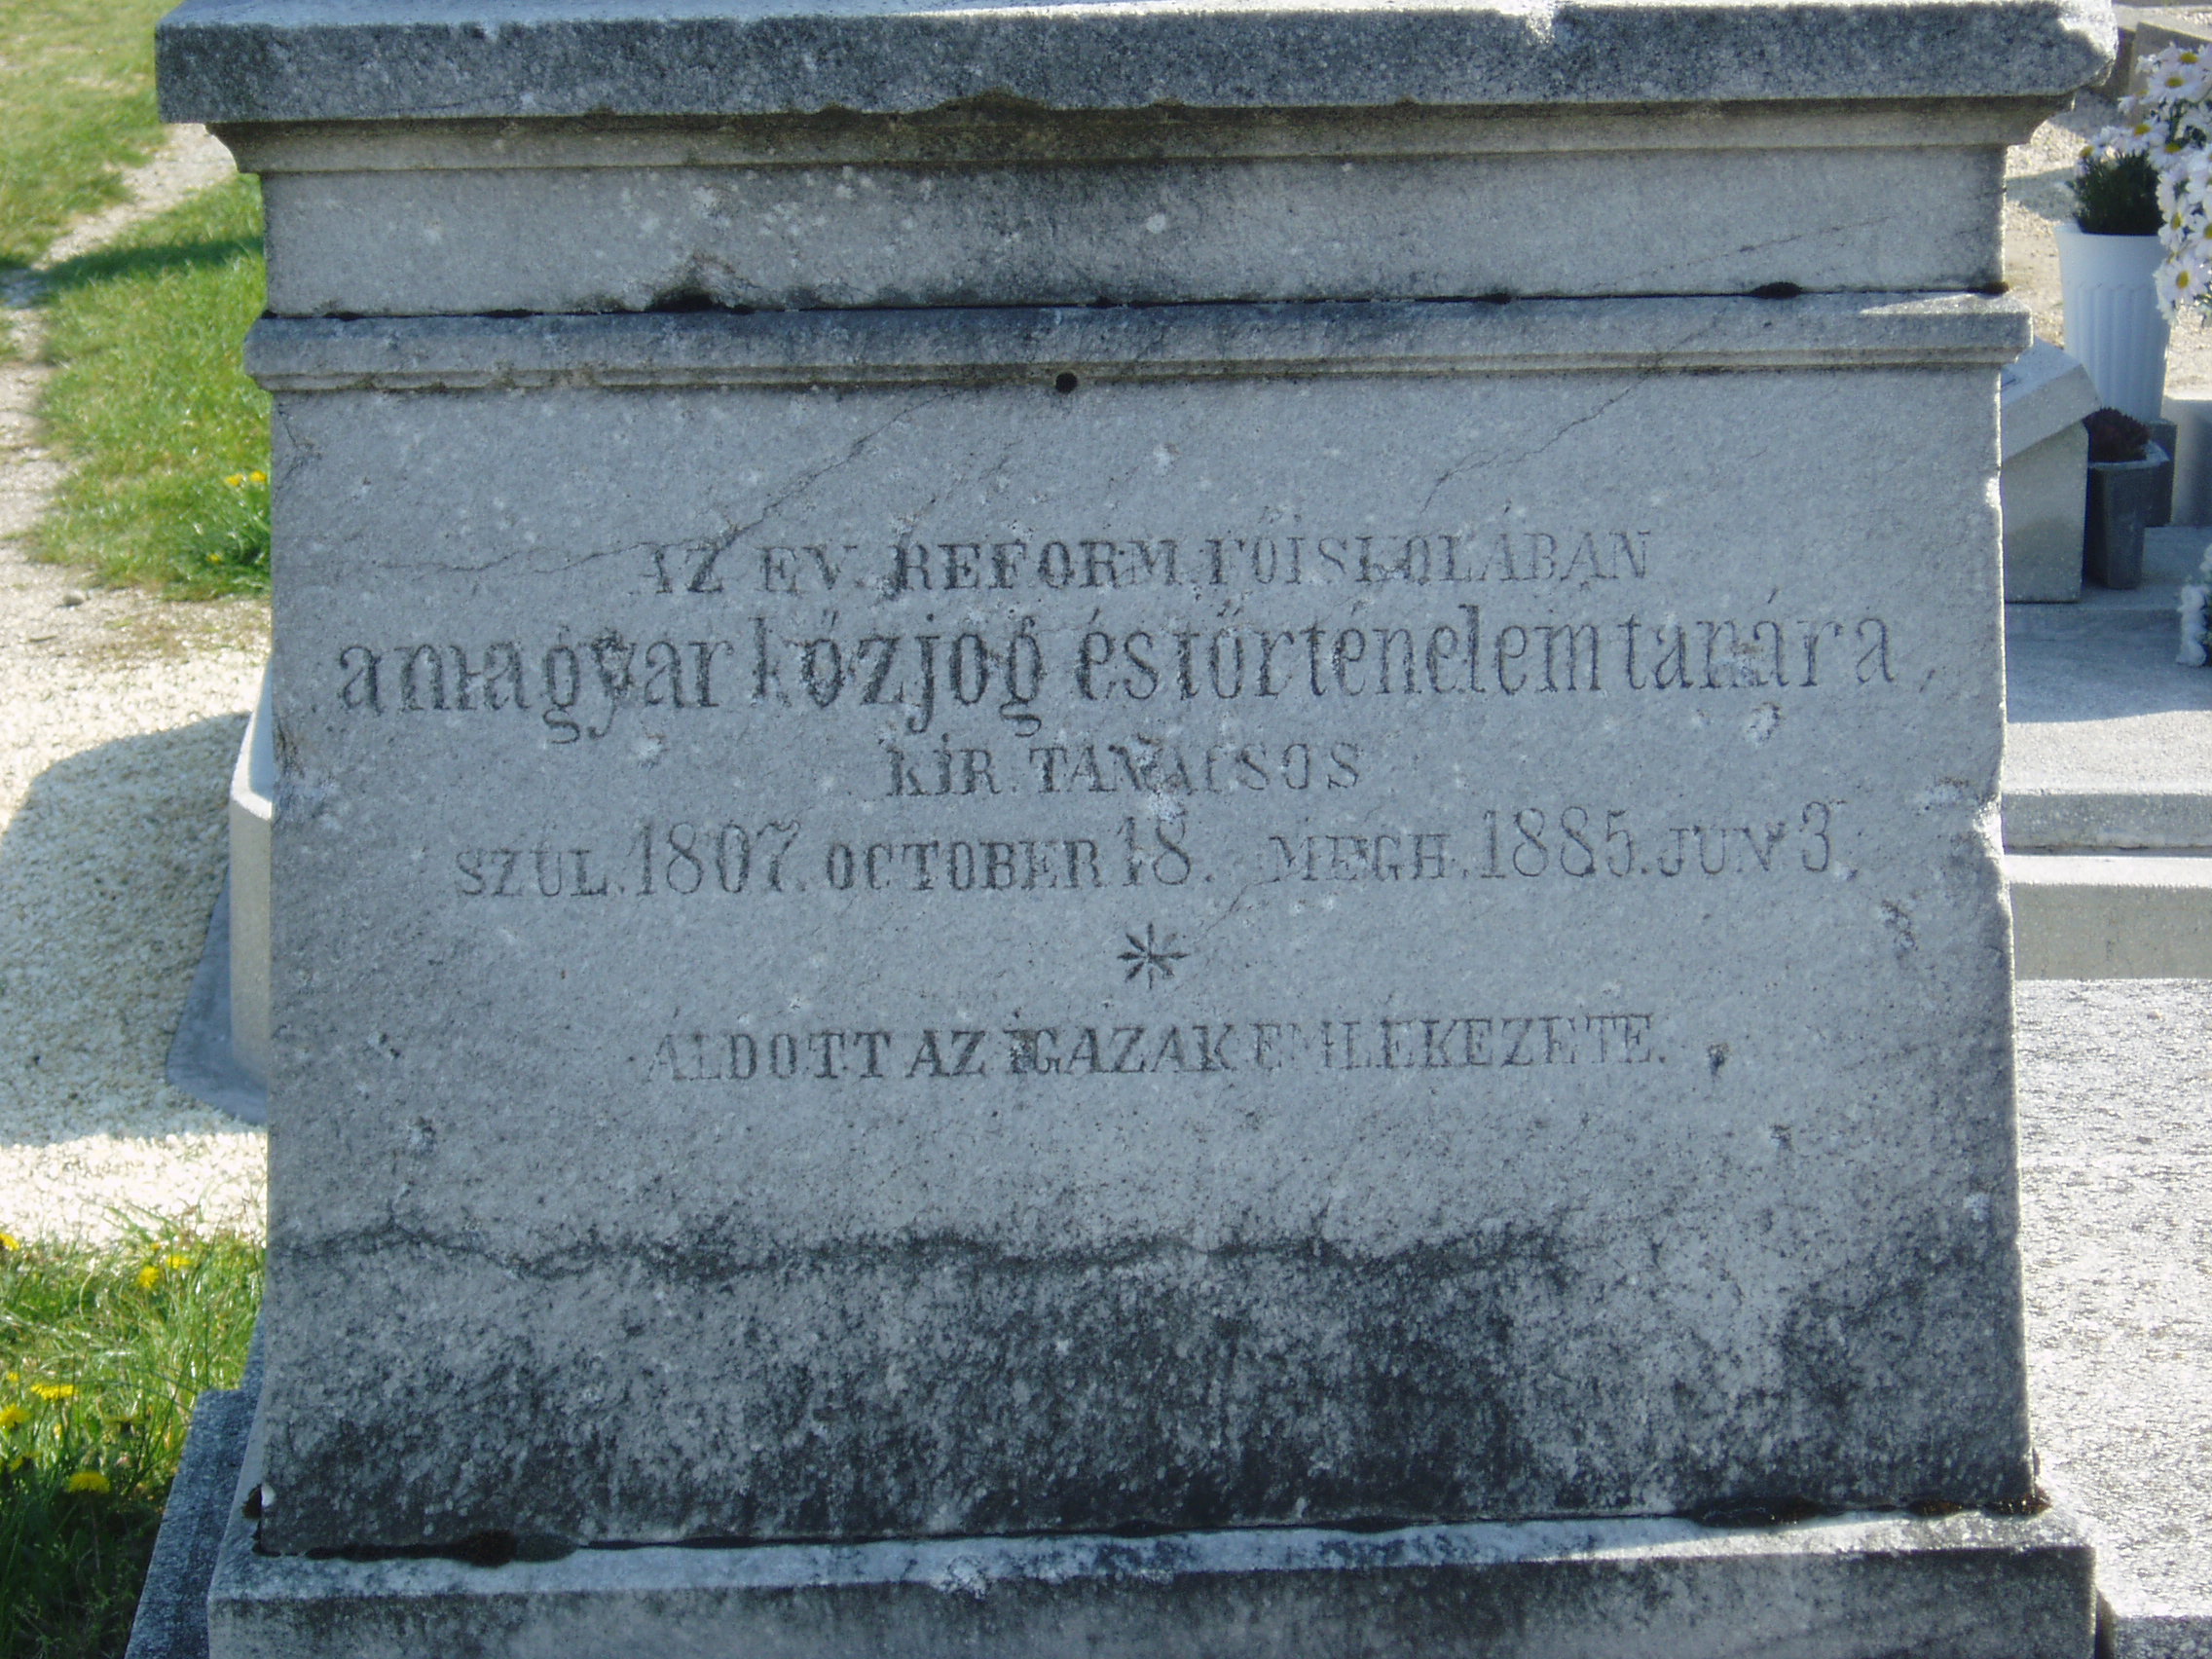 AZ EV. REFORM. FŐISKOLÁBAN
a magyar közjog és történelem tanára,
KIR. TANÁCSOS
SZÜL. 1807. OCTOBER 18. MEGH. 1885. JUN 3.
ÁLDOTT AZ IGAZAK EMLÉKEZETE.